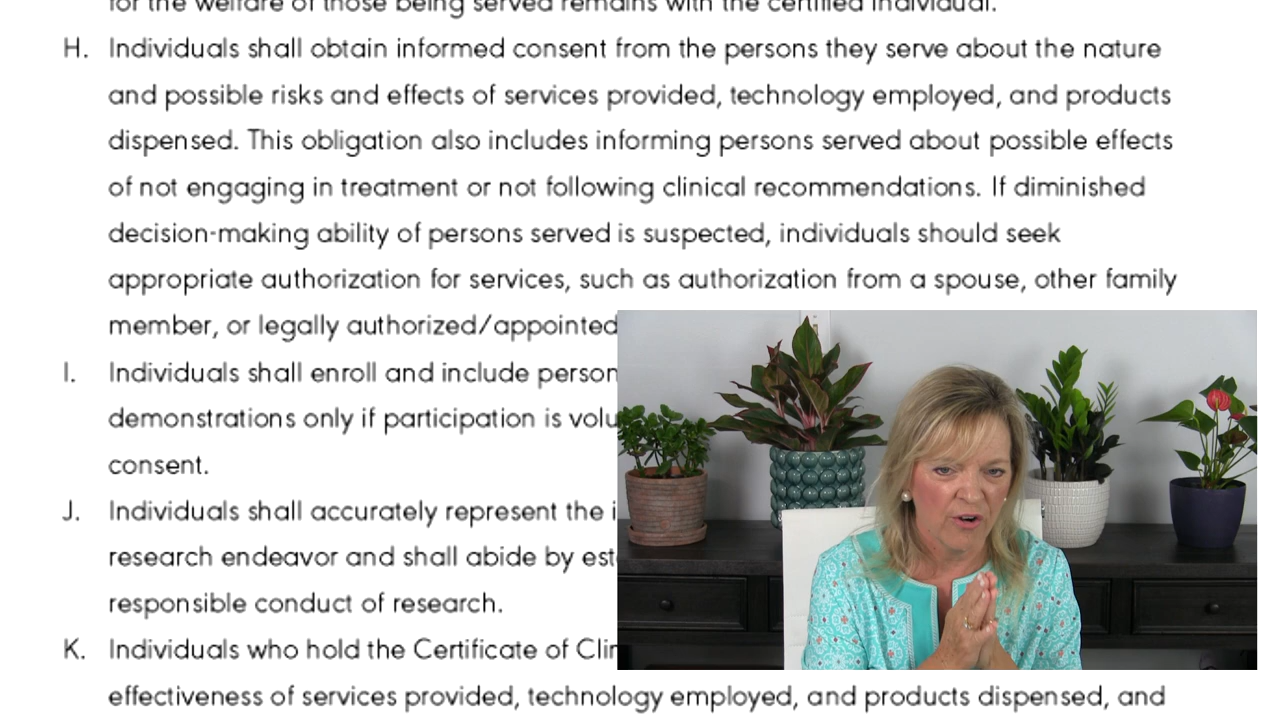 for the welfare of those being served remains with the certified individual.
H. Individuals shall obtain informed consent from the persons they serve about the nature
and possible risks and effects of services provided, technology employed, and products
dispensed. This obligation also includes informing persons served about possible effects
of not engaging in treatment or not following clinical recommendations. If diminished
decision-making ability of persons served is suspected, individuals should seek
appropriate authorization for services, such as authorization from a spouse, other family
member, or legally authorized/appointed
I. Individuals shall enroll and include person
demonstrations only if participation is volu
consent.
J. Individuals shall accurately represent the i
research endeavor and shall abide by est
responsible conduct of research.
K. Individuals who hold the Certificate of Clin
effectiveness of services provided, technology employed, and products dispensed, and